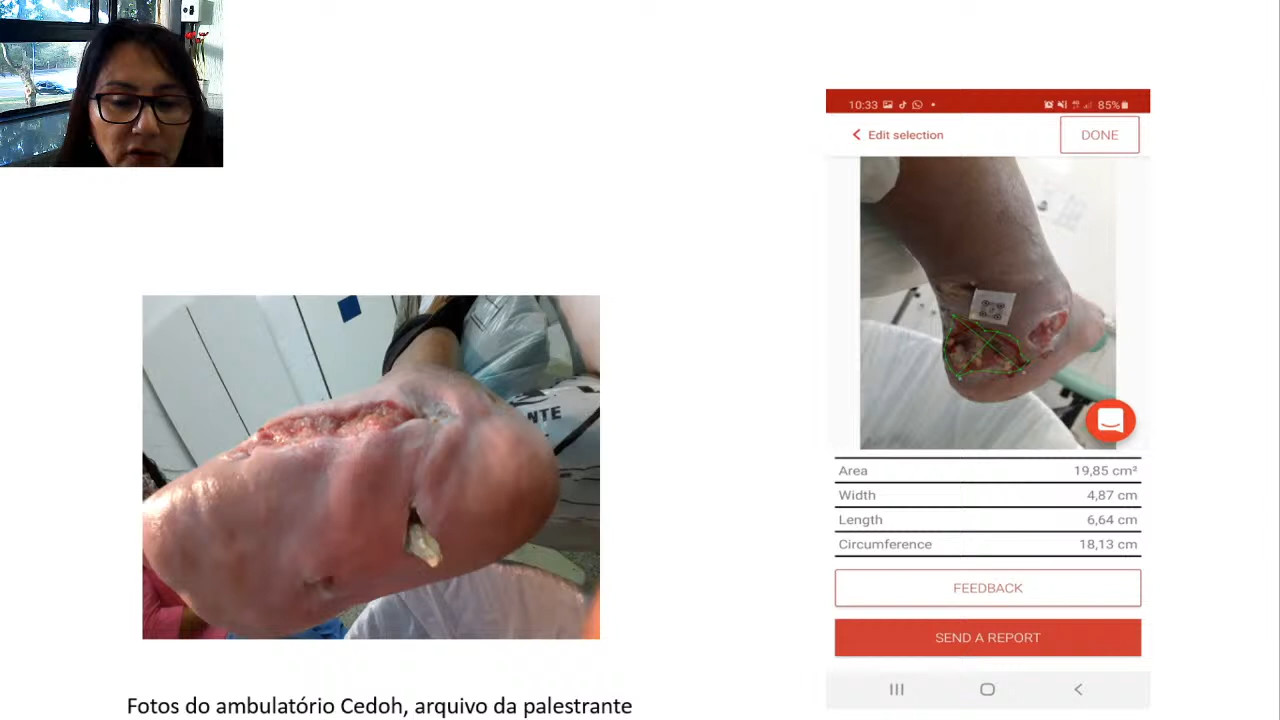 10:33
85%
Edit selection
DONE
ANTE
Area 19,85 cm²
Width 4,87 cm
Length 6,64 cm
Circumference 18,13 cm
FEEDBACK
SEND A REPORT
Fotos do ambulatório Cedoh, arquivo da palestrante